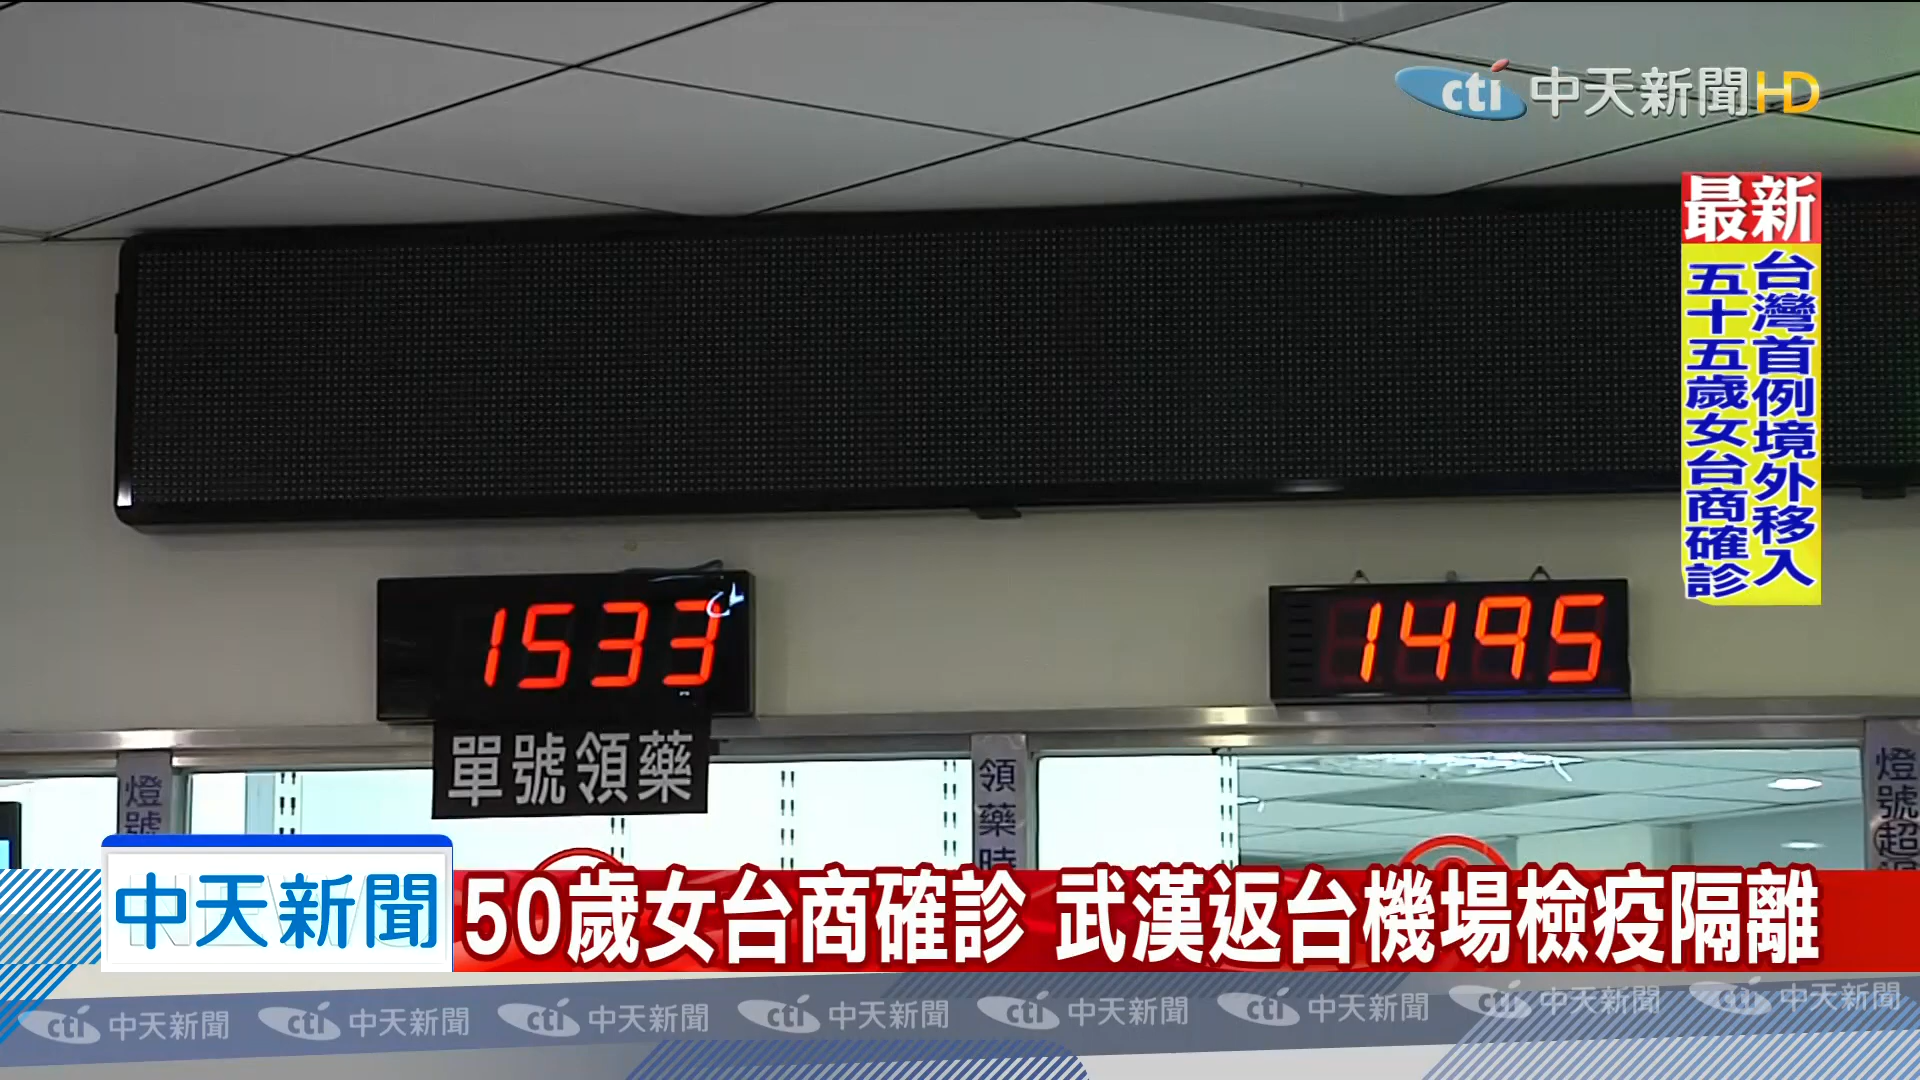 cti 中天新聞HD
最新
台灣首例境外移入
五十五歲女台商確診
1533
1495
單號領藥
燈號
領藥時
燈號超過
中天新聞
50歲女台商確診 武漢返台機場檢疫隔離
cti 中天新聞 cti 中天新聞 cti 中天新聞 cti 中天新聞 cti 中天新聞 cti 中天新聞 cti 中天新聞 cti 中天新聞